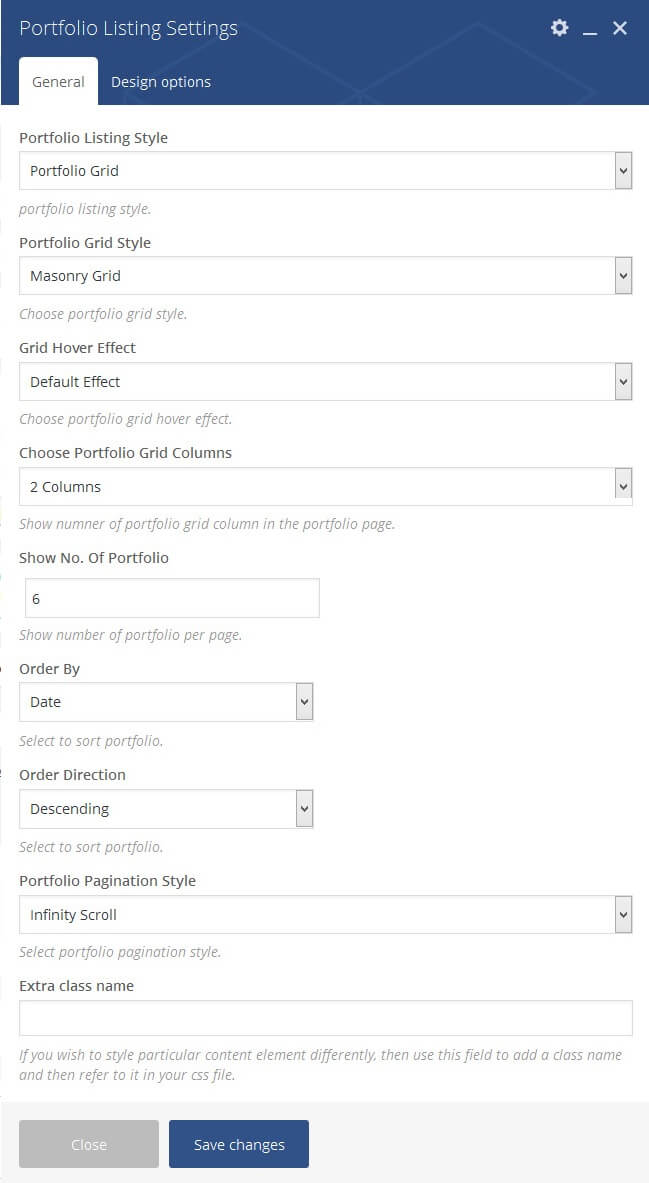 Portfolio Listing Settings
General
Design options
Portfolio Listing Style
Portfolio Grid
portfolio listing style.
Portfolio Grid Style
Masonry Grid
Choose portfolio grid style.
Grid Hover Effect
Default Effect
Choose portfolio grid hover effect.
Choose Portfolio Grid Columns
2 Columns
Show numner of portfolio grid column in the portfolio page.
Show No. Of Portfolio
6
Show number of portfolio per page.
Order By
Date
Select to sort portfolio.
Order Direction
Descending
Select to sort portfolio.
Portfolio Pagination Style
Infinity Scroll
Select portfolio pagination style.
Extra class name
If you wish to style particular content element differently, then use this field to add a class name
and then refer to it in your css file.
Close
Save changes